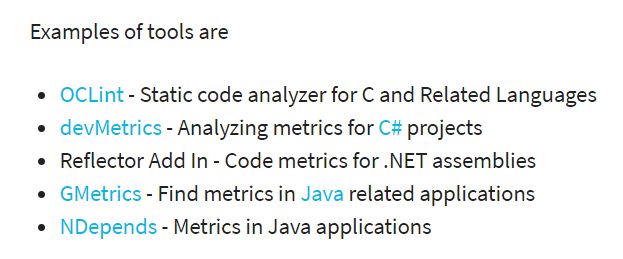 Examples of tools are
• OCLint - Static code analyzer for C and Related Languages
• devMetrics - Analyzing metrics for C# projects
• Reflector Add In - Code metrics for .NET assemblies
• GMetrics - Find metrics in Java related applications
• NDepends - Metrics in Java applications